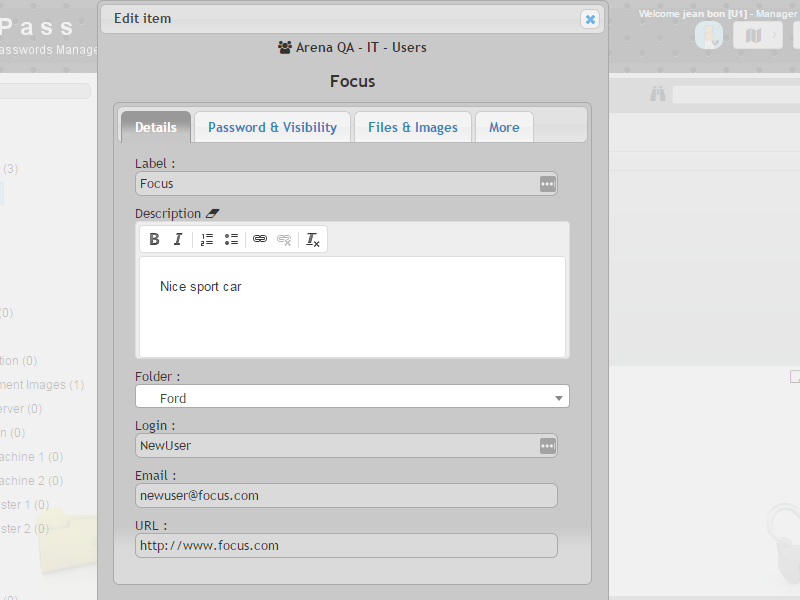 Edit item
Welcome jean bon [U1] - Manager
Pass
asswords Manage
Arena QA - IT - Users
Focus
Details
Password & Visibility
Files & Images
More
Label :
Focus
Description
B I
Nice sport car
Folder :
Ford
Login :
NewUser
Email :
newuser@focus.com
URL :
http://www.focus.com
(3)
(0)
tion (0)
ment Images (1)
erver (0)
n (0)
achine 1 (0)
achine 2 (0)
ster 1 (0)
ster 2 (0)